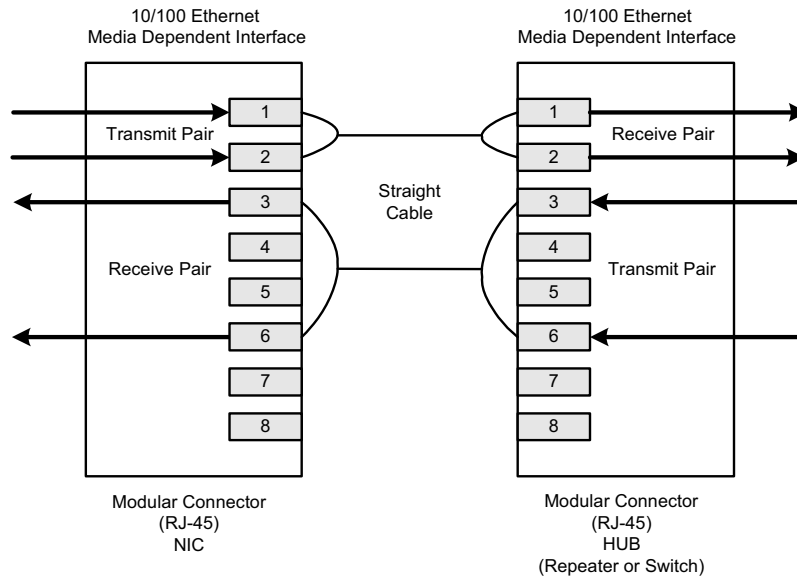 10/100 Ethernet
Media Dependent Interface
10/100 Ethernet
Media Dependent Interface
1
Transmit Pair
2
3
4
Receive Pair
5
6
7
8
Straight
Cable
1
Receive Pair
2
3
4
Transmit Pair
5
6
7
8
Modular Connector
(RJ-45)
NIC
Modular Connector
(RJ-45)
HUB
(Repeater or Switch)